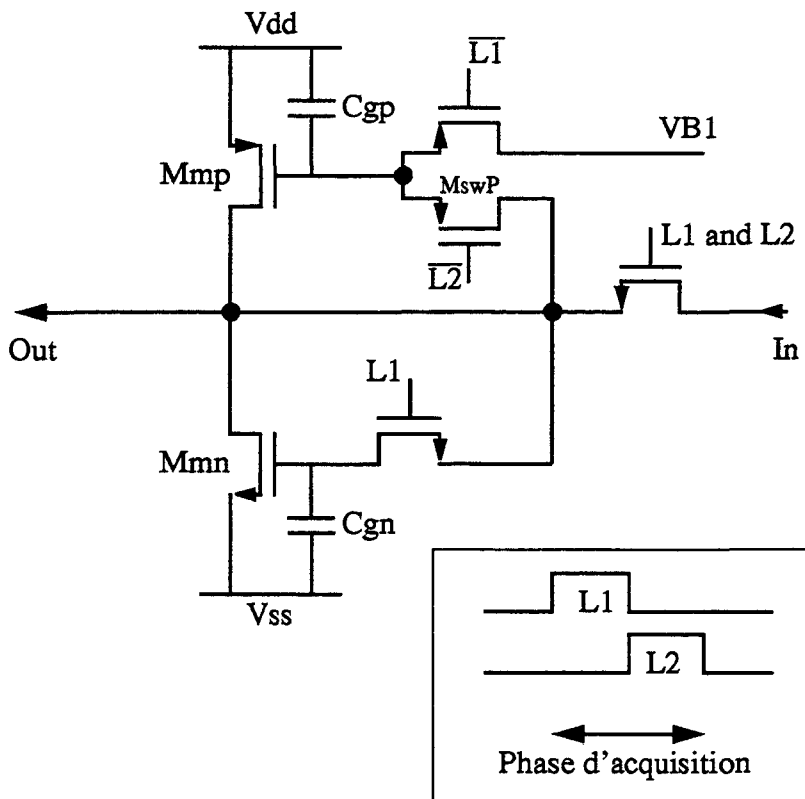 Vdd
L1
Cgp
VB1
Mmp
MswP
L1 and L2
L2
Out
In
L1
Mmn
Cgn
Vss
L1
L2
Phase d'acquisition